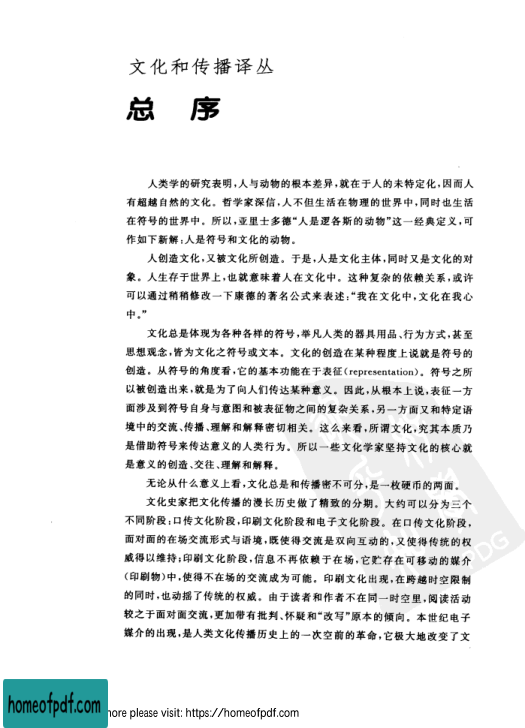 文化和传播译丛
总 序
人类学的研究表明,人与动物的根本差异,就在于人的未特定化,因而人
有超越自然的文化。哲学家深信,人不但生活在物理的世界中,同时也生活
在符号的世界中。所以,亚里士多德“人是逻各斯的动物”这一经典定义,可
作如下新解:人是符号和文化的动物。
人创造文化,又被文化所创造。于是,人是文化主体,同时又是文化的对
象。人生存于世界上,也就意味着人在文化中。这种复杂的依赖关系,或许
可以通过稍稍修改一下康德的著名公式来表述:“我在文化中,文化在我心
中。”
文化总是体现为各种各样的符号,举凡人类的器具用品、行为方式,甚至
思想观念,皆为文化之符号或文本。文化的创造在某种程度上说就是符号的
创造。从符号的角度看,它的基本功能在于表征(representation)。符号之所
以被创造出来,就是为了向人们传达某种意义。因此,从根本上说,表征一方
面涉及到符号自身与意图和被表征物之间的复杂关系,另一方面又和特定语
境中的交流、传播、理解和解释密切相关。这么来看,所谓文化,究其本质乃
是借助符号来传达意义的人类行为。所以一些文化学家坚持文化的核心就
是意义的创造、交往、理解和解释。
无论从什么意义上看,文化总是和传播密不可分,是一枚硬币的两面。
文化史家把文化传播的漫长历史做了精致的分期。大约可以分为三个
不同阶段:口传文化阶段,印刷文化阶段和电子文化阶段。在口传文化阶段,
面对面的在场交流形式与语境,既使得交流是双向互动的,又使得传统的权
威得以维持;印刷文化阶段,信息不再依赖于在场,它贮存在可移动的媒介
(印刷物)中,使得不在场的交流成为可能。印刷文化出现,在跨越时空限制
的同时,也动摇了传统的权威。由于读者和作者不在同一时空里,阅读活动
较之于面对面交流,更加带有批判、怀疑和“改写”原本的倾向。本世纪电子
媒介的出现,是人类文化传播历史上的一次空前的革命,它极大地改变了文
homeofpdf.com
more please visit: https://homeofpdf.com